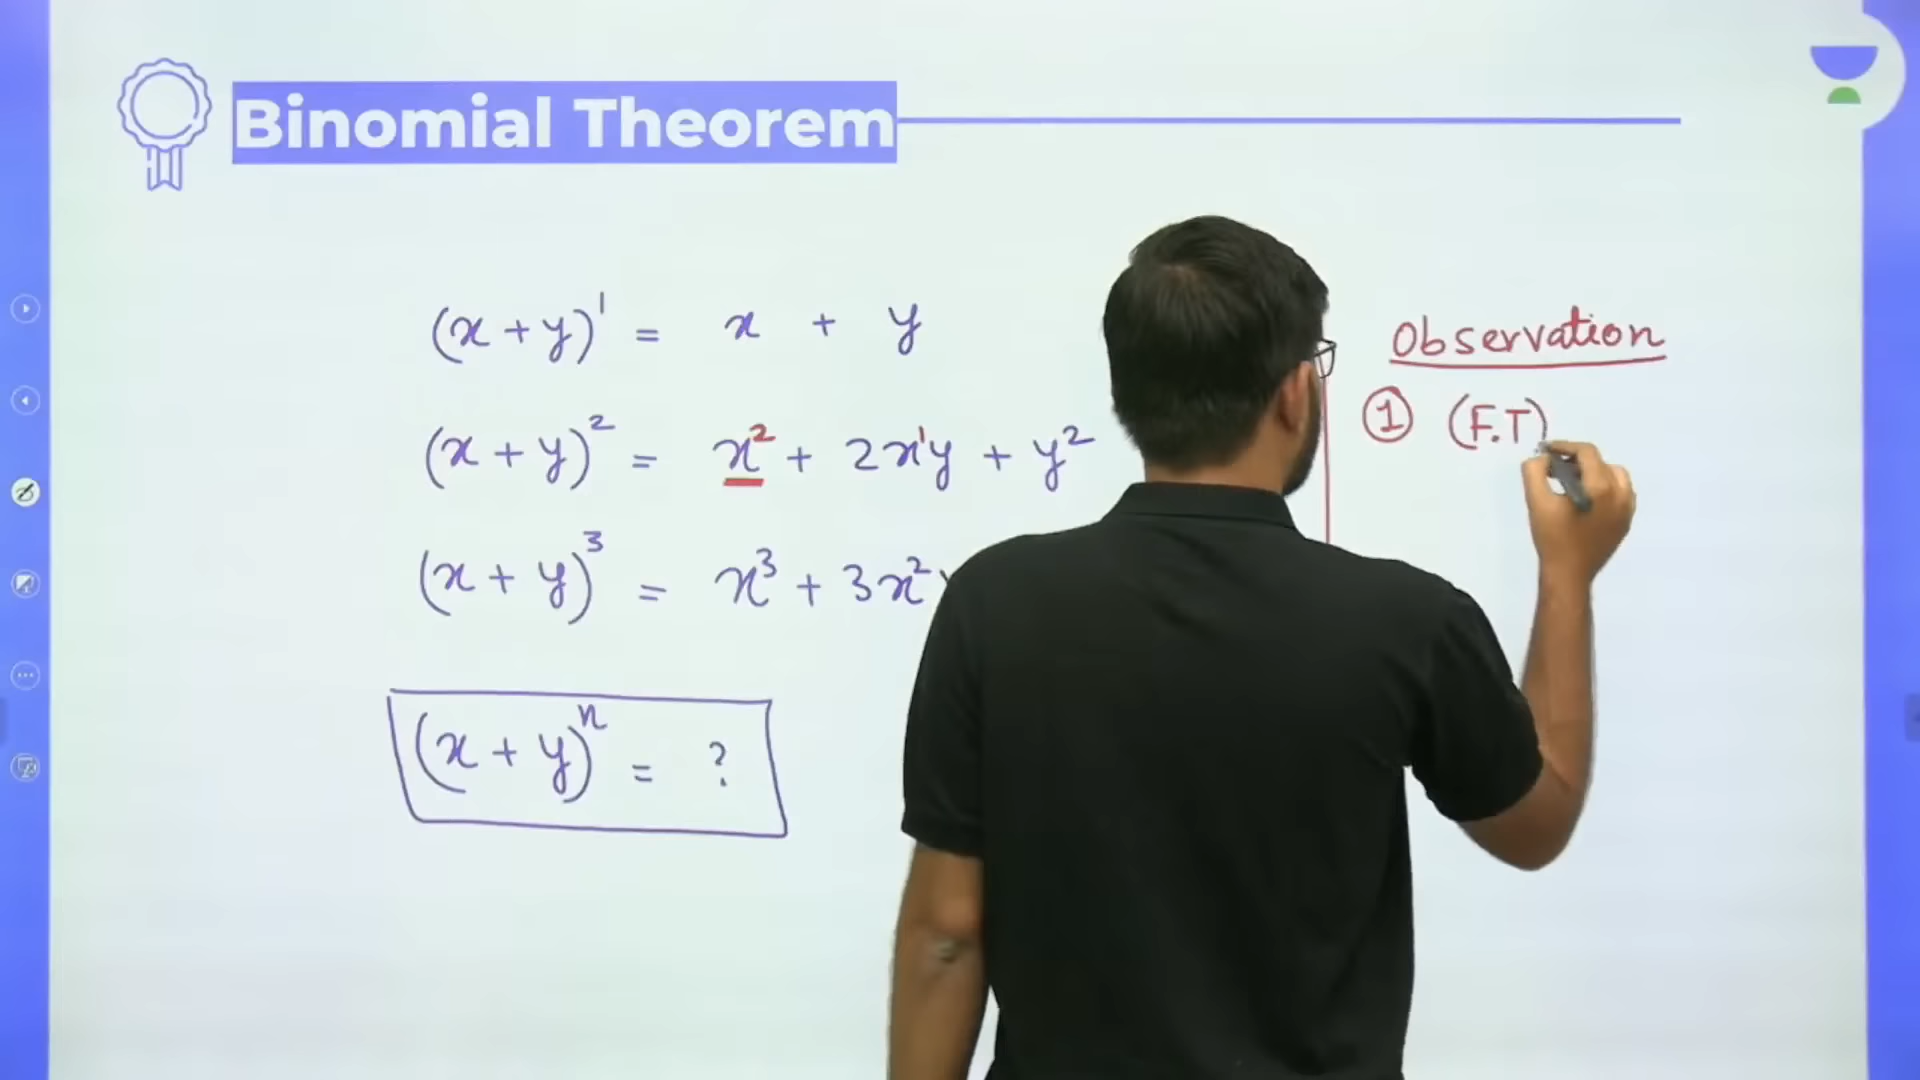 Binomial Theorem
(x + y)¹ = x + y
(x + y)² = x² + 2x¹y + y²
(x + y)³ = x³ + 3x²
(x + y)ⁿ = ?
Observation
① (F.T)